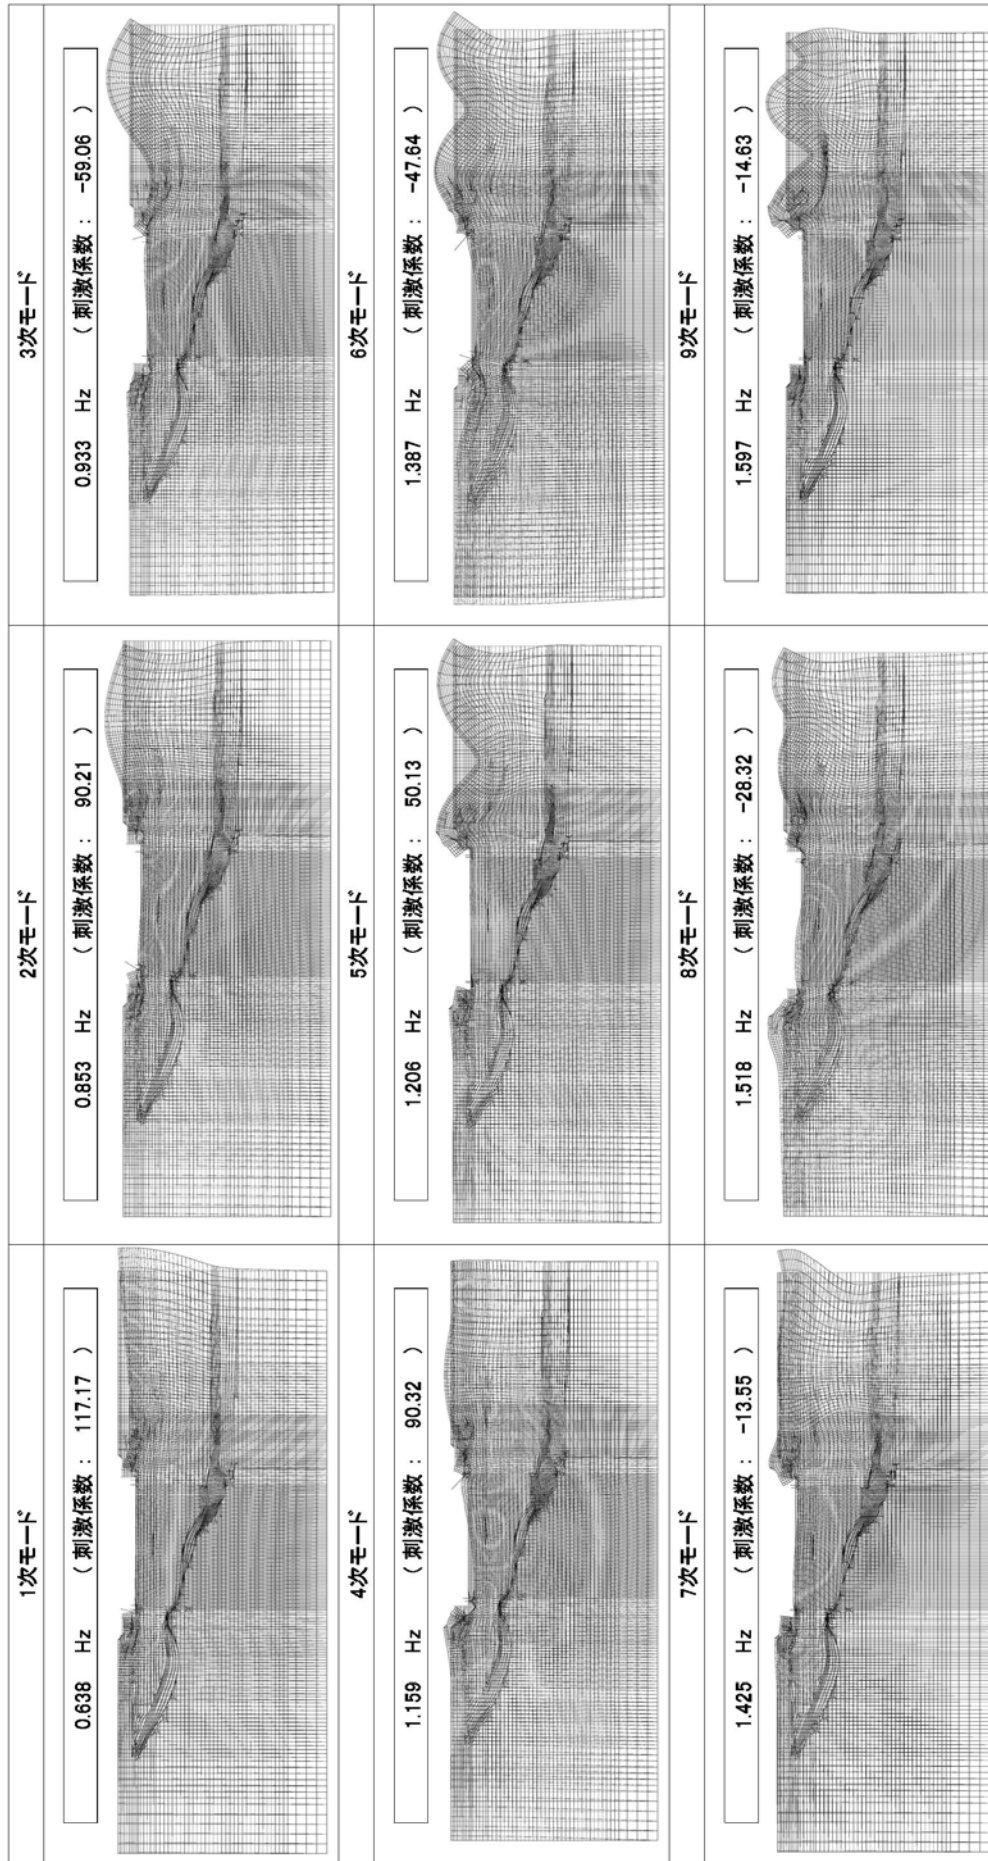 1次モード
0.638 Hz ( 刺激係数 : 117.17 )
2次モード
0.853 Hz ( 刺激係数 : 90.21 )
3次モード
0.933 Hz ( 刺激係数 : -59.06 )
4次モード
1.159 Hz ( 刺激係数 : 90.32 )
5次モード
1.206 Hz ( 刺激係数 : 50.13 )
6次モード
1.387 Hz ( 刺激係数 : -47.64 )
7次モード
1.425 Hz ( 刺激係数 : -13.55 )
8次モード
1.518 Hz ( 刺激係数 : -28.32 )
9次モード
1.597 Hz ( 刺激係数 : -14.63 )